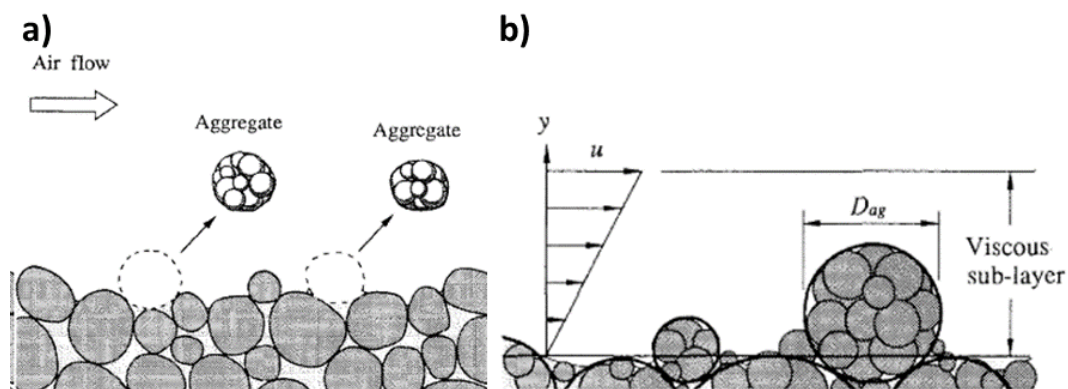 a)
Air flow
Aggregate
Aggregate
b)
y
u
Dag
Viscous
sub-layer